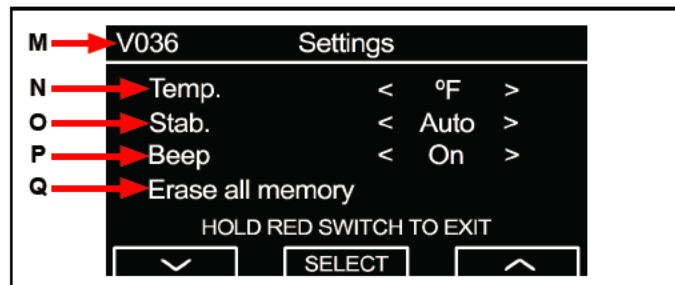 M V036 Settings
N Temp. < ºF >
O Stab. < Auto >
P Beep < On >
Q Erase all memory
HOLD RED SWITCH TO EXIT
SELECT